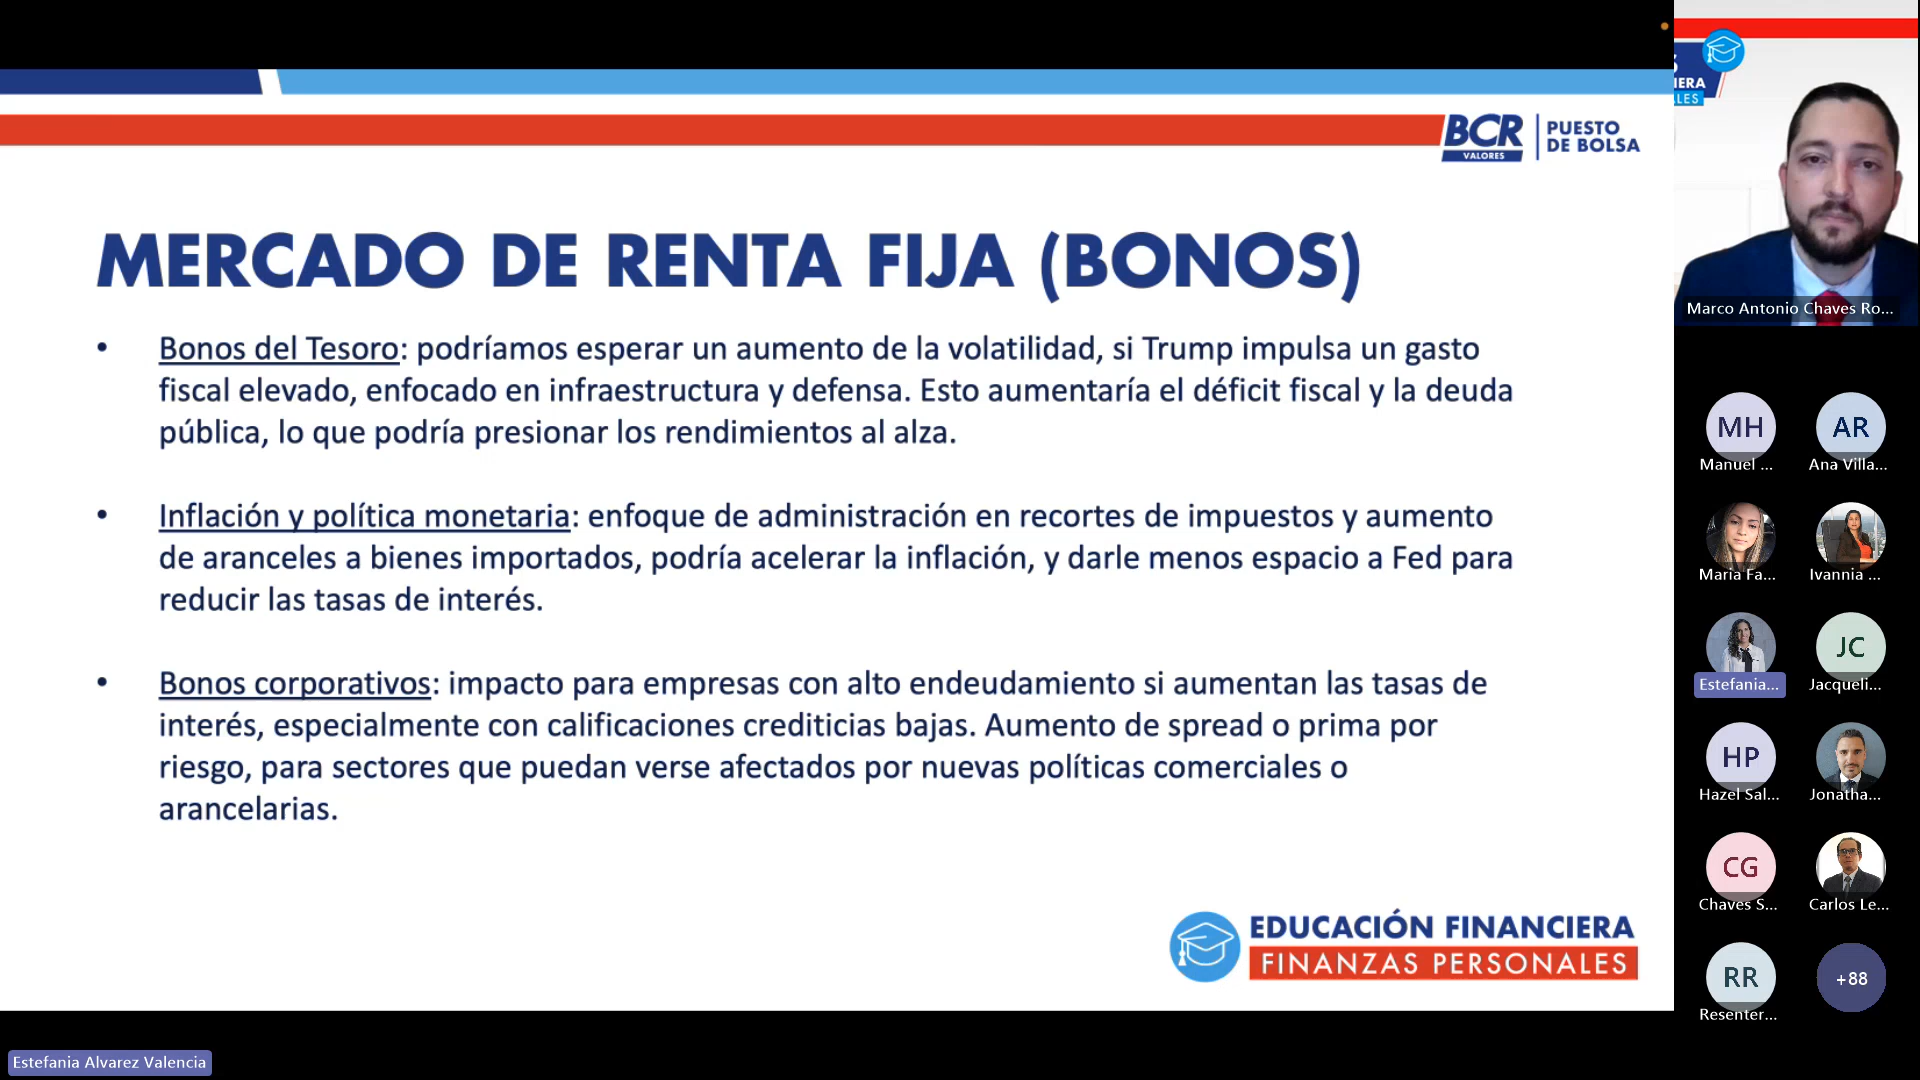 BCR
VALORES
PUESTO
DE BOLSA
MERCADO DE RENTA FIJA (BONOS)
• Bonos del Tesoro: podríamos esperar un aumento de la volatilidad, si Trump impulsa un gasto
fiscal elevado, enfocado en infraestructura y defensa. Esto aumentaría el déficit fiscal y la deuda
pública, lo que podría presionar los rendimientos al alza.
• Inflación y política monetaria: enfoque de administración en recortes de impuestos y aumento
de aranceles a bienes importados, podría acelerar la inflación, y darle menos espacio a Fed para
reducir las tasas de interés.
• Bonos corporativos: impacto para empresas con alto endeudamiento si aumentan las tasas de
interés, especialmente con calificaciones crediticias bajas. Aumento de spread o prima por
riesgo, para sectores que puedan verse afectados por nuevas políticas comerciales o
arancelarias.
EDUCACIÓN FINANCIERA
FINANZAS PERSONALES
Estefania Alvarez Valencia
S
IERA
LES
Marco Antonio Chaves Ro...
MH
Manuel ...
AR
Ana Villa...
Maria Fa...
Ivannia ...
Estefania...
JC
Jacqueli...
HP
Hazel Sal...
Jonatha...
CG
Chaves S...
Carlos Le...
RR
Resenter...
+88